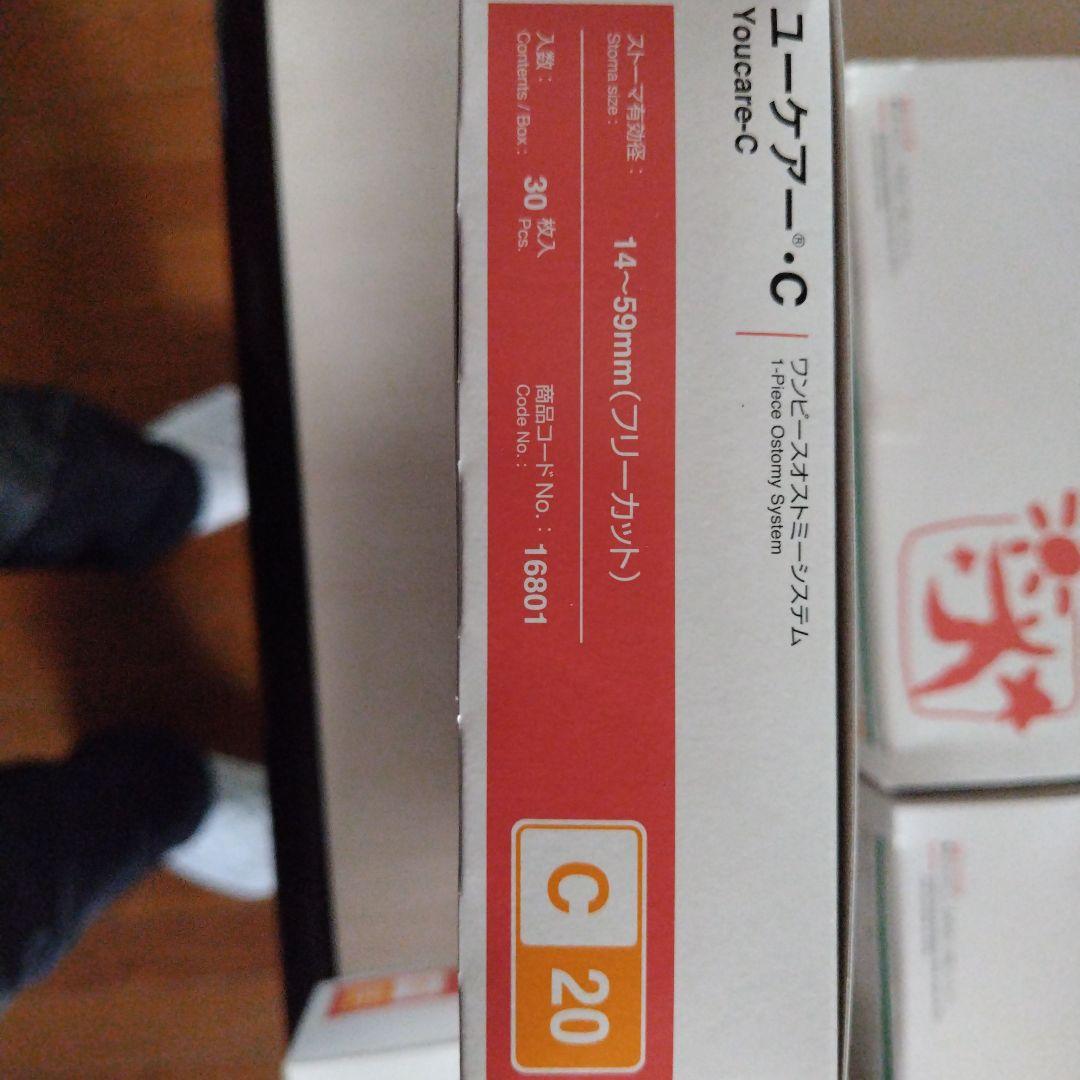 ユーケアー®・C
Youcare-C
ワンピースオストミーシステム
1-Piece Ostomy System
ストーマ有効径：
Stoma size :
14〜59mm(フリーカット)
入数：
Contents / Box :
30 枚入
Pcs.
商品コードNo.：16801
Code No. :
C
20